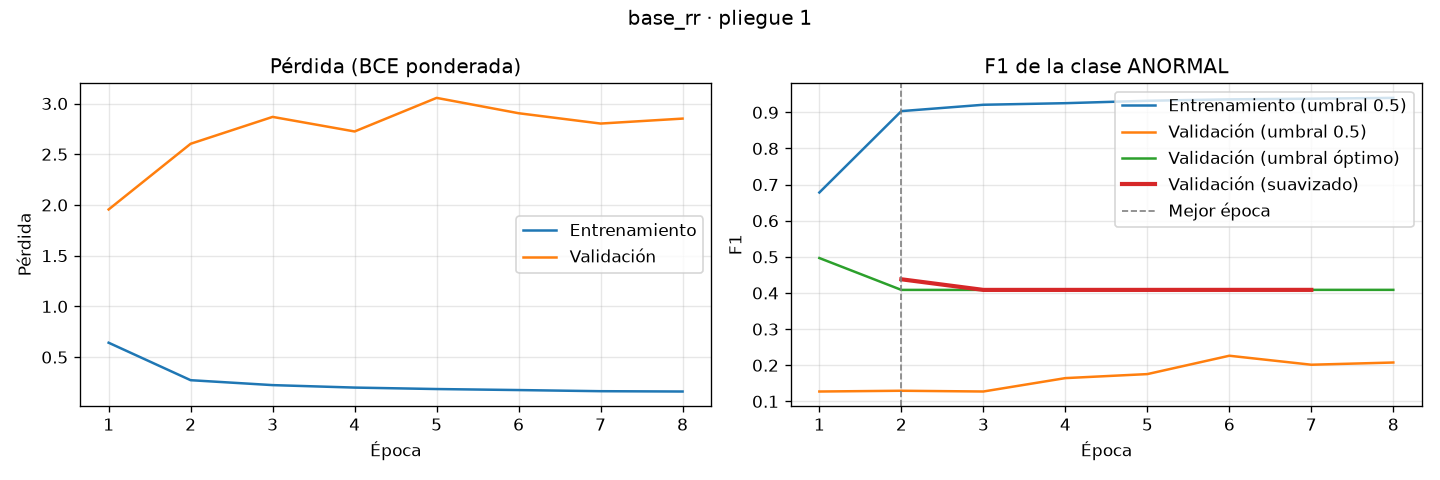 base_rr · pliegue 1
Pérdida (BCE ponderada)
Pérdida
3.0
2.5
2.0
1.5
1.0
0.5
Entrenamiento
Validación
1 2 3 4 5 6 7 8
Época
F1 de la clase ANORMAL
F1
0.9
0.8
0.7
0.6
0.5
0.4
0.3
0.2
0.1
Entrenamiento (umbral 0.5)
Validación (umbral 0.5)
Validación (umbral óptimo)
Validación (suavizado)
Mejor época
1 2 3 4 5 6 7 8
Época